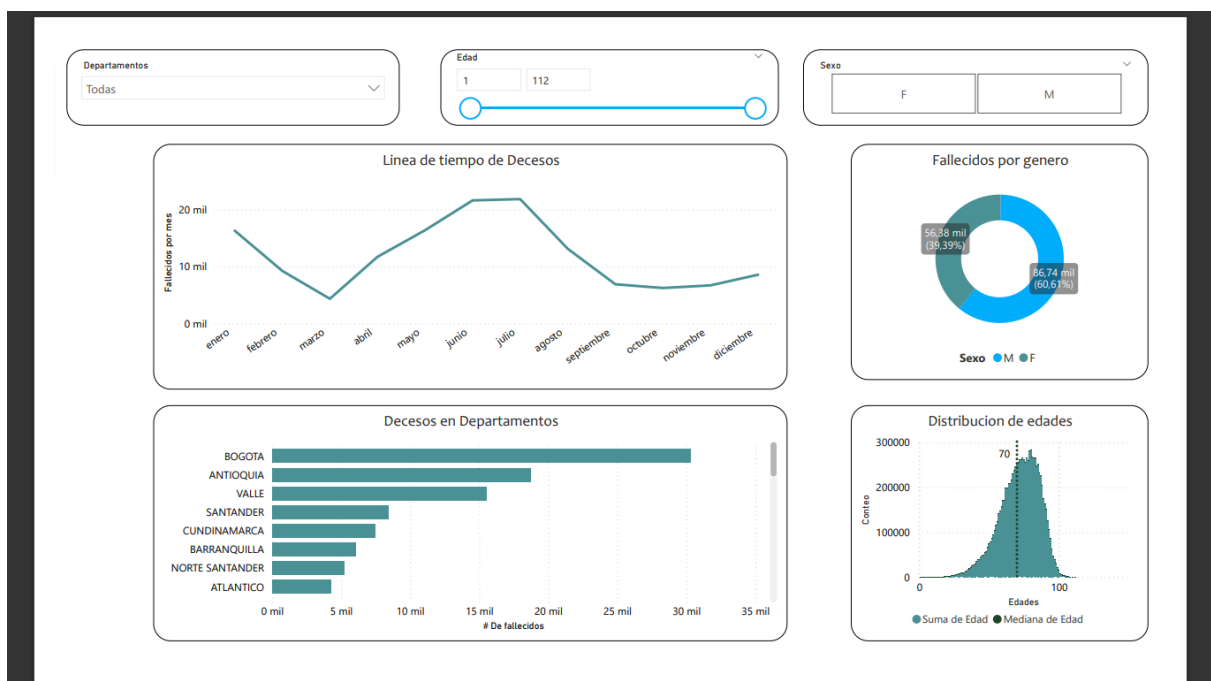 Departamentos
Todas
Edad
1
112
Sexo
F
M
Linea de tiempo de Decesos
Fallecidos por mes
20 mil
10 mil
0 mil
enero
febrero
marzo
abril
mayo
junio
julio
agosto
septiembre
octubre
noviembre
diciembre
Fallecidos por genero
56,38 mil
(39,39%)
86,74 mil
(60,61%)
Sexo M F
Decesos en Departamentos
BOGOTA
ANTIOQUIA
VALLE
SANTANDER
CUNDINAMARCA
BARRANQUILLA
NORTE SANTANDER
ATLANTICO
0 mil
5 mil
10 mil
15 mil
20 mil
25 mil
30 mil
35 mil
# De fallecidos
Distribucion de edades
Conteo
300000
200000
100000
0
70
0
100
Edades
Suma de Edad Mediana de Edad